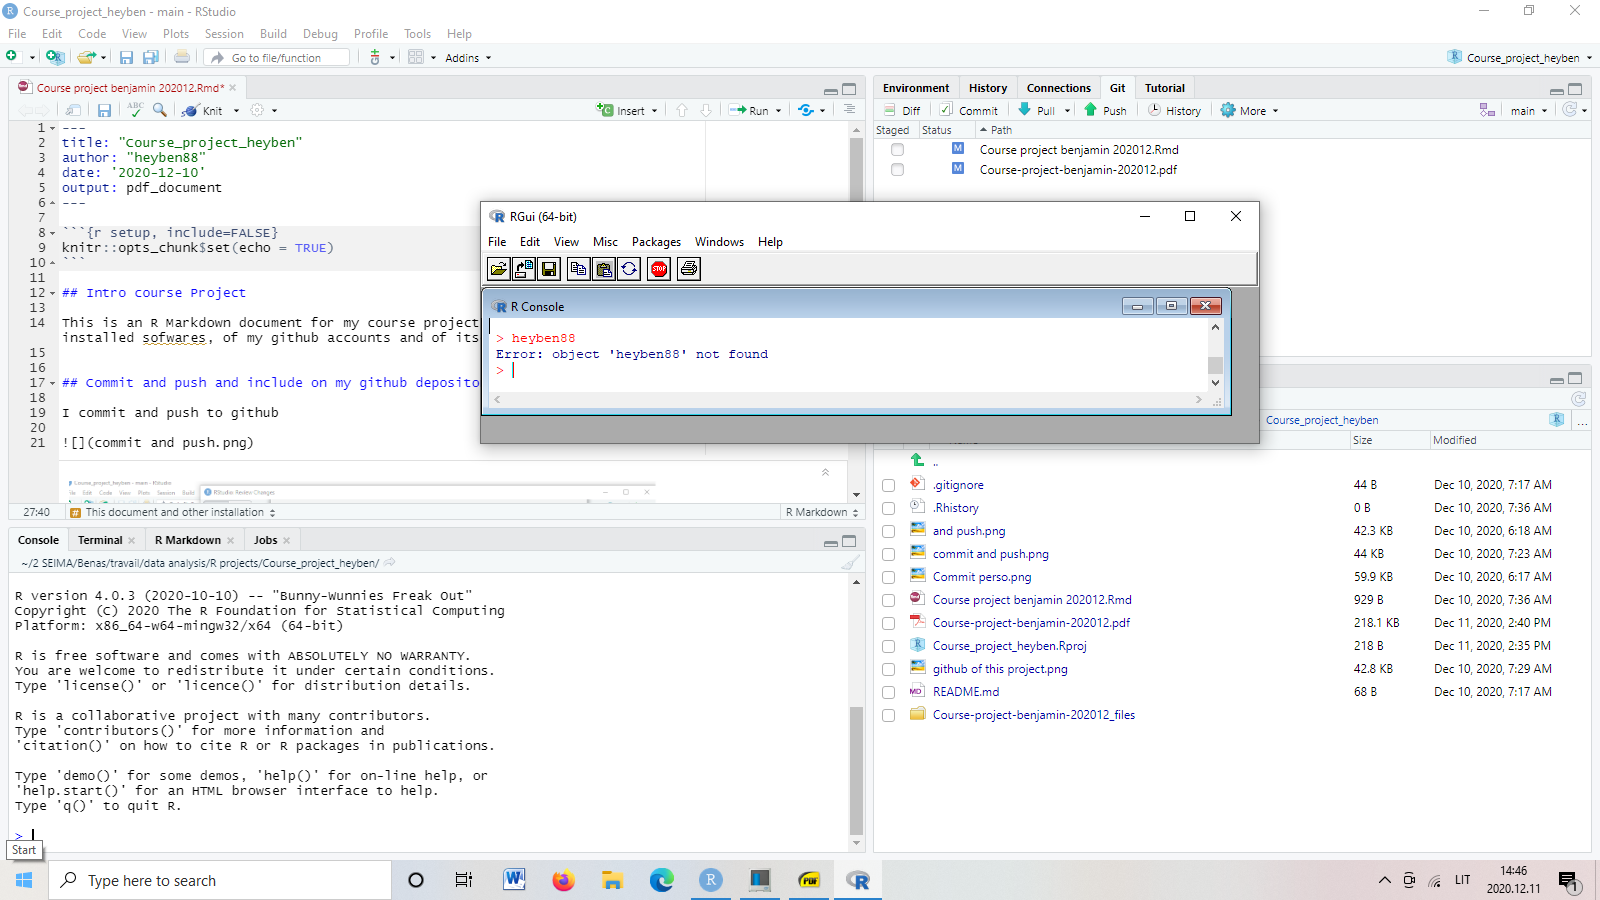 Course_project_heyben - main - RStudio
File Edit Code View Plots Session Build Debug Profile Tools Help
Go to file/function Addins Course_project_heyben
Course project benjamin 202012.Rmd*
ABC Knit Insert Run
1 ---
2 title: "Course_project_heyben"
3 author: "heyben88"
4 date: '2020-12-10'
5 output: pdf_document
6 ---
7
8 ```{r setup, include=FALSE}
9 knitr::opts_chunk$set(echo = TRUE)
10 ```
11
12 ## Intro course Project
13
14 This is an R Markdown document for my course project
installed sofwares, of my github accounts and of its
15
16
17 ## Commit and push and include on my github deposito
18
19 I commit and push to github
20
21 ![](commit and push.png)
Course_project_heyben - main - RStudio
File Edit Code View Plots Session Build
RStudio Review Changes
27:40 # This document and other installation R Markdown
Environment History Connections Git Tutorial
Diff Commit Pull Push History More main
Staged Status Path
M Course project benjamin 202012.Rmd
M Course-project-benjamin-202012.pdf
RGui (64-bit)
File Edit View Misc Packages Windows Help
STOP
R Console
> heyben88
Error: object 'heyben88' not found
>
Console Terminal R Markdown Jobs
~/2 SEIMA/Benas/travail/data analysis/R projects/Course_project_heyben/
R version 4.0.3 (2020-10-10) -- "Bunny-Wunnies Freak Out"
Copyright (C) 2020 The R Foundation for Statistical Computing
Platform: x86_64-w64-mingw32/x64 (64-bit)
R is free software and comes with ABSOLUTELY NO WARRANTY.
You are welcome to redistribute it under certain conditions.
Type 'license()' or 'licence()' for distribution details.
R is a collaborative project with many contributors.
Type 'contributors()' for more information and
'citation()' on how to cite R or R packages in publications.
Type 'demo()' for some demos, 'help()' for on-line help, or
'help.start()' for an HTML browser interface to help.
Type 'q()' to quit R.
>
Course_project_heyben ...
Size Modified
..
.gitignore 44 B Dec 10, 2020, 7:17 AM
.Rhistory 0 B Dec 10, 2020, 7:36 AM
and push.png 42.3 KB Dec 10, 2020, 6:18 AM
commit and push.png 44 KB Dec 10, 2020, 7:23 AM
Commit perso.png 59.9 KB Dec 10, 2020, 6:17 AM
Course project benjamin 202012.Rmd 929 B Dec 10, 2020, 7:36 AM
Course-project-benjamin-202012.pdf 218.1 KB Dec 11, 2020, 2:40 PM
Course_project_heyben.Rproj 218 B Dec 11, 2020, 2:35 PM
github of this project.png 42.8 KB Dec 10, 2020, 7:29 AM
README.md 68 B Dec 10, 2020, 7:17 AM
Course-project-benjamin-202012_files
Start
Type here to search
LIT
14:46
2020.12.11
1